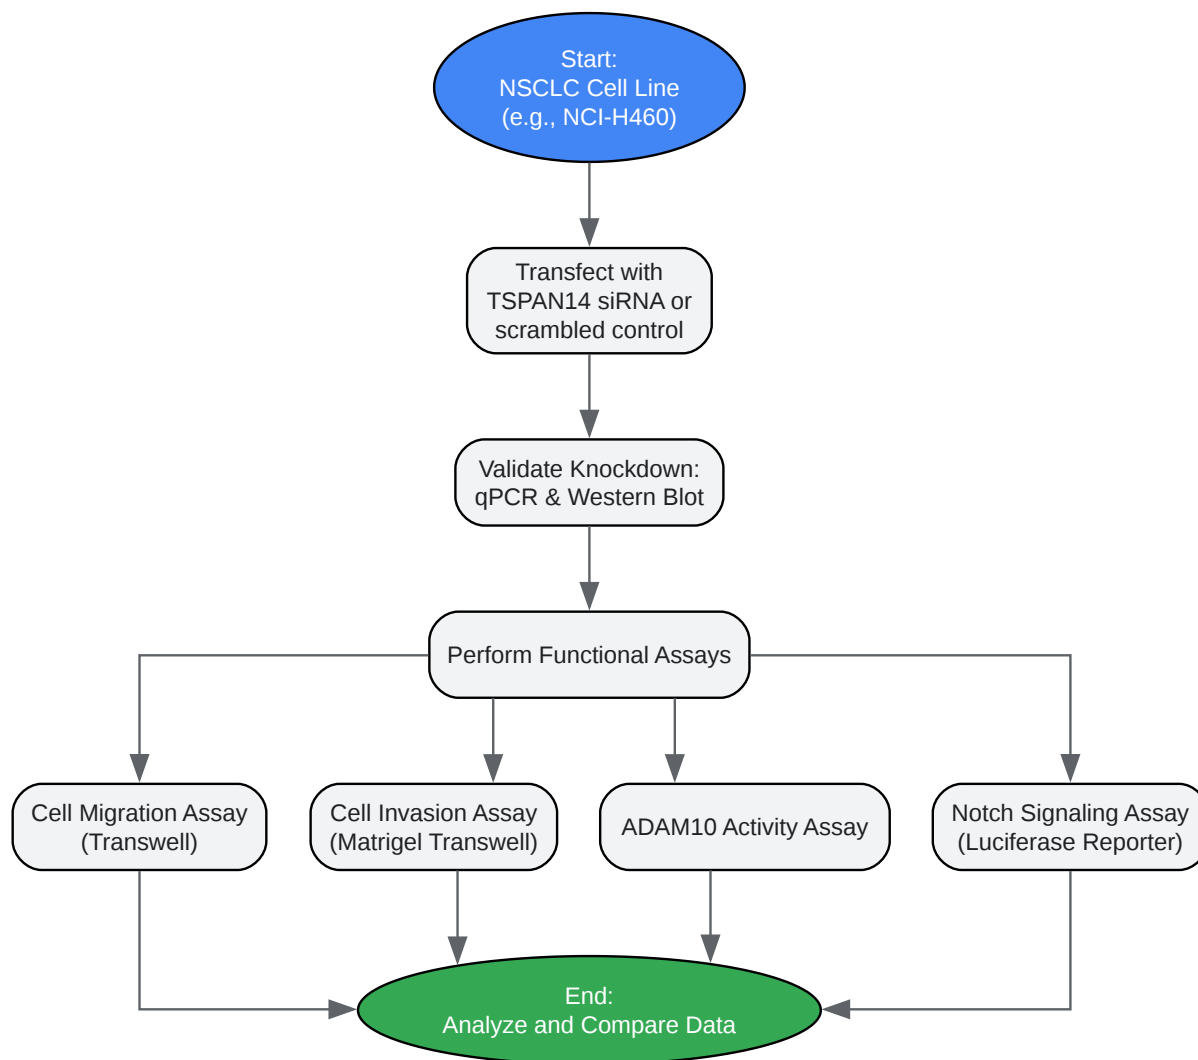 Start:
NSCLC Cell Line
(e.g., NCI-H460)
Transfect with
TSPAN14 siRNA or
scrambled control
Validate Knockdown:
qPCR & Western Blot
Perform Functional Assays
Cell Migration Assay
(Transwell)
Cell Invasion Assay
(Matrigel Transwell)
ADAM10 Activity Assay
Notch Signaling Assay
(Luciferase Reporter)
End:
Analyze and Compare Data